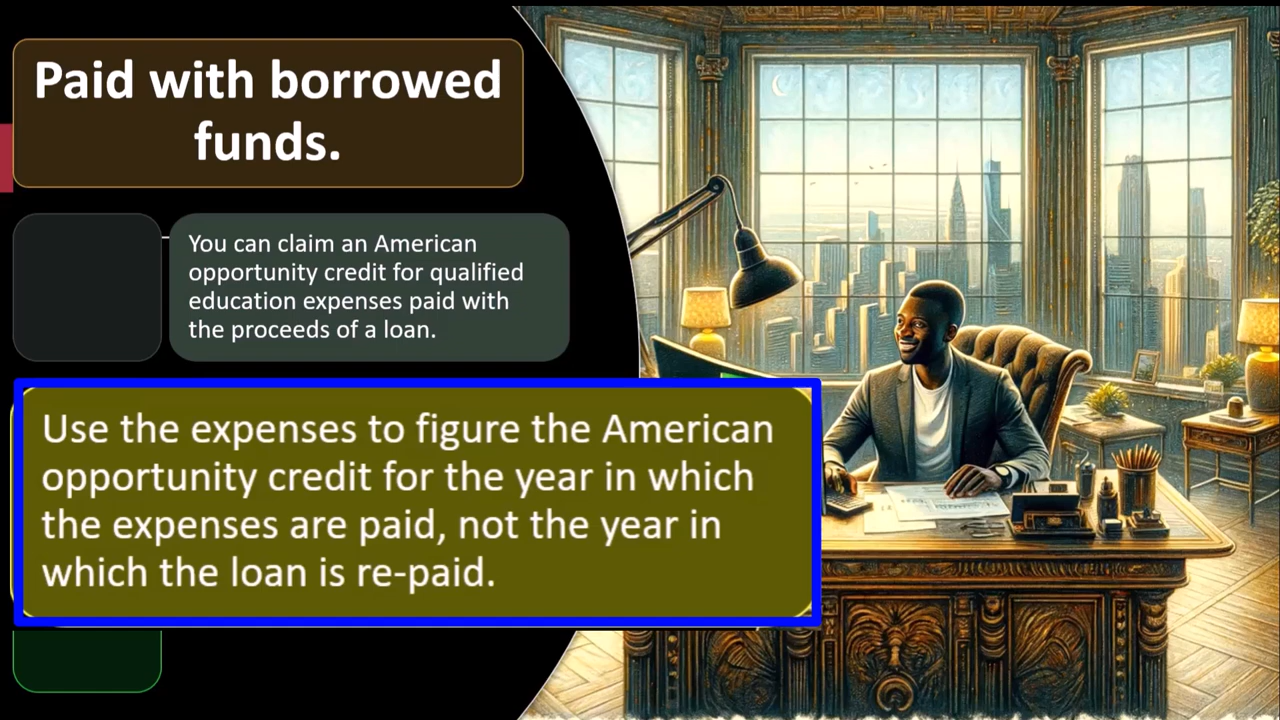 Paid with borrowed
funds.
You can claim an American
opportunity credit for qualified
education expenses paid with
the proceeds of a loan.
Use the expenses to figure the American
opportunity credit for the year in which
the expenses are paid, not the year in
which the loan is re-paid.